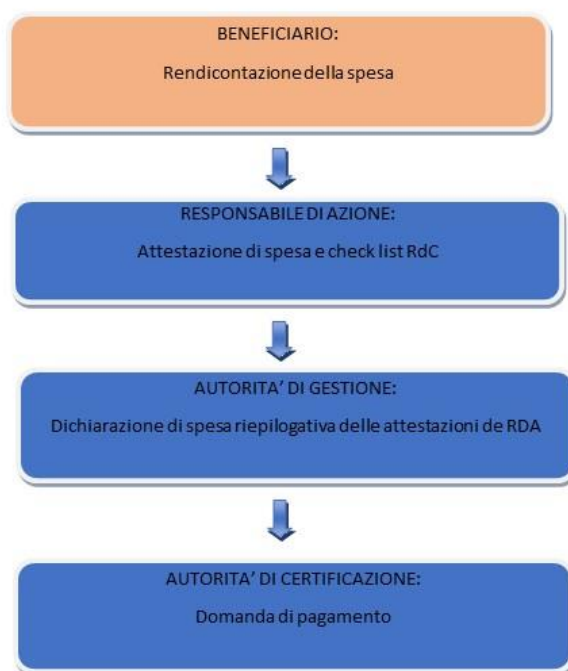 BENEFICIARIO:
Rendicontazione della spesa
RESPONSABILE DI AZIONE:
Attestazione di spesa e check list RdC
AUTORITA’ DI GESTIONE:
Dichiarazione di spesa riepilogativa delle attestazioni de RDA
AUTORITA’ DI CERTIFICAZIONE:
Domanda di pagamento